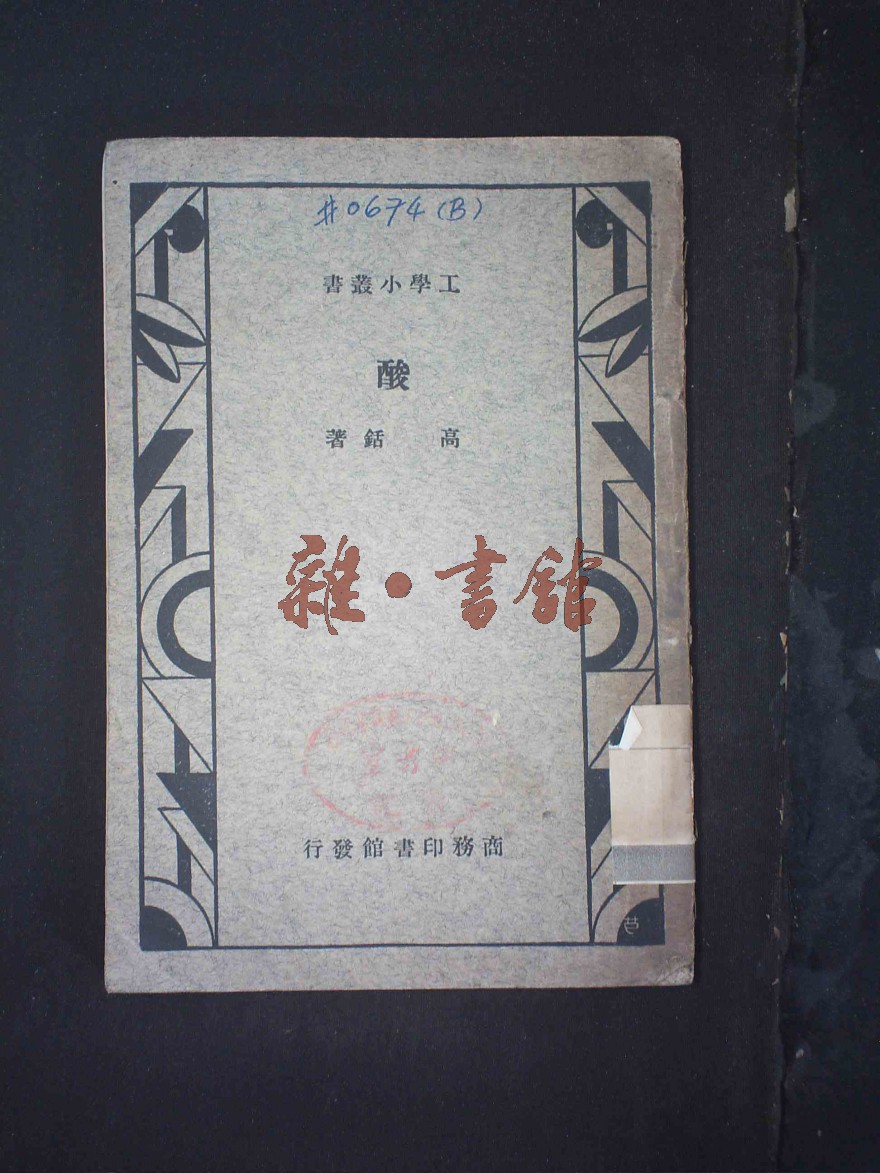 #0674(B)
工學小叢書
酸
高 銛著
雜·書館
商務印書館發行